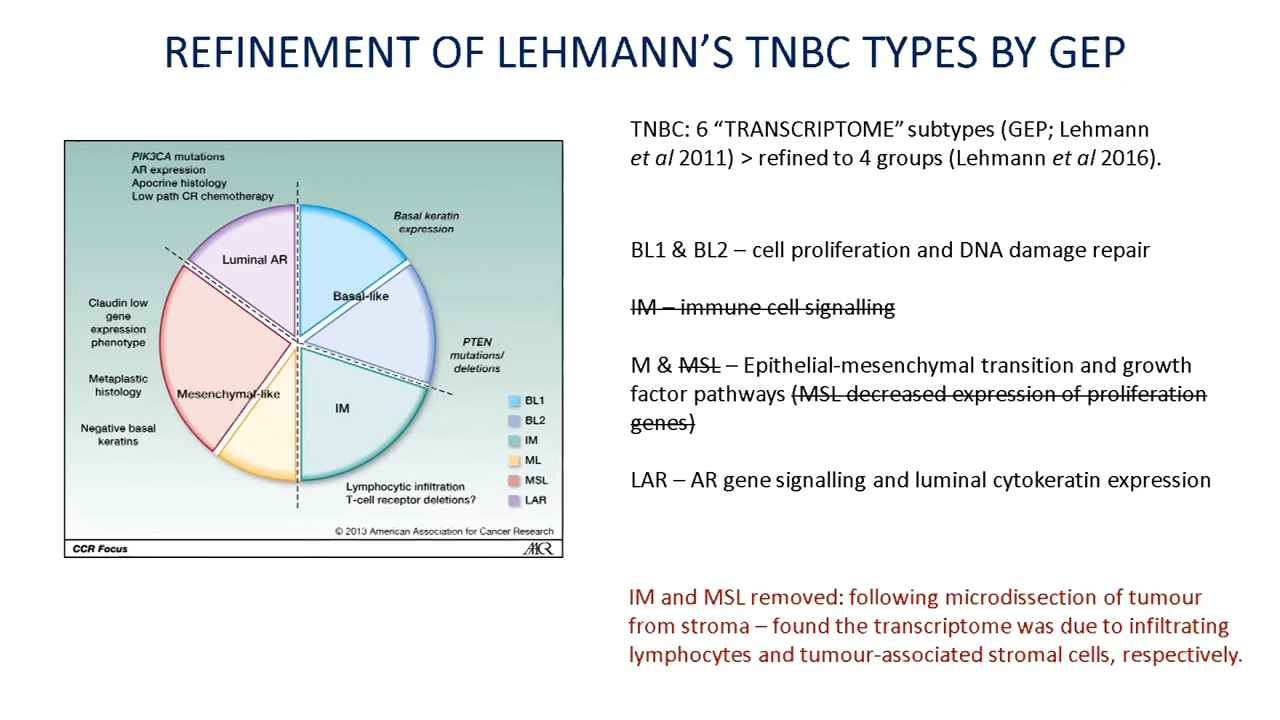 REFINEMENT OF LEHMANN'S TNBC TYPES BY GEP
PIK3CA mutations
AR expression
Apocrine histology
Low path CR chemotherapy
Basal keratin
expression
Luminal AR
Basal-like
Claudin low
gene
expression
phenotype
PTEN
mutations/
deletions
Metaplastic
histology
Mesenchymal-like
IM
Negative basal
keratins
BL1
BL2
IM
ML
MSL
LAR
Lymphocytic infiltration
T-cell receptor deletions?
© 2013 American Association for Cancer Research
CCR Focus
AACR
TNBC: 6 “TRANSCRIPTOME” subtypes (GEP; Lehmann
et al 2011) > refined to 4 groups (Lehmann et al 2016).
BL1 & BL2 – cell proliferation and DNA damage repair
IM – immune cell signalling
M & MSL – Epithelial-mesenchymal transition and growth
factor pathways (MSL decreased expression of proliferation
genes)
LAR – AR gene signalling and luminal cytokeratin expression
IM and MSL removed: following microdissection of tumour
from stroma – found the transcriptome was due to infiltrating
lymphocytes and tumour-associated stromal cells, respectively.